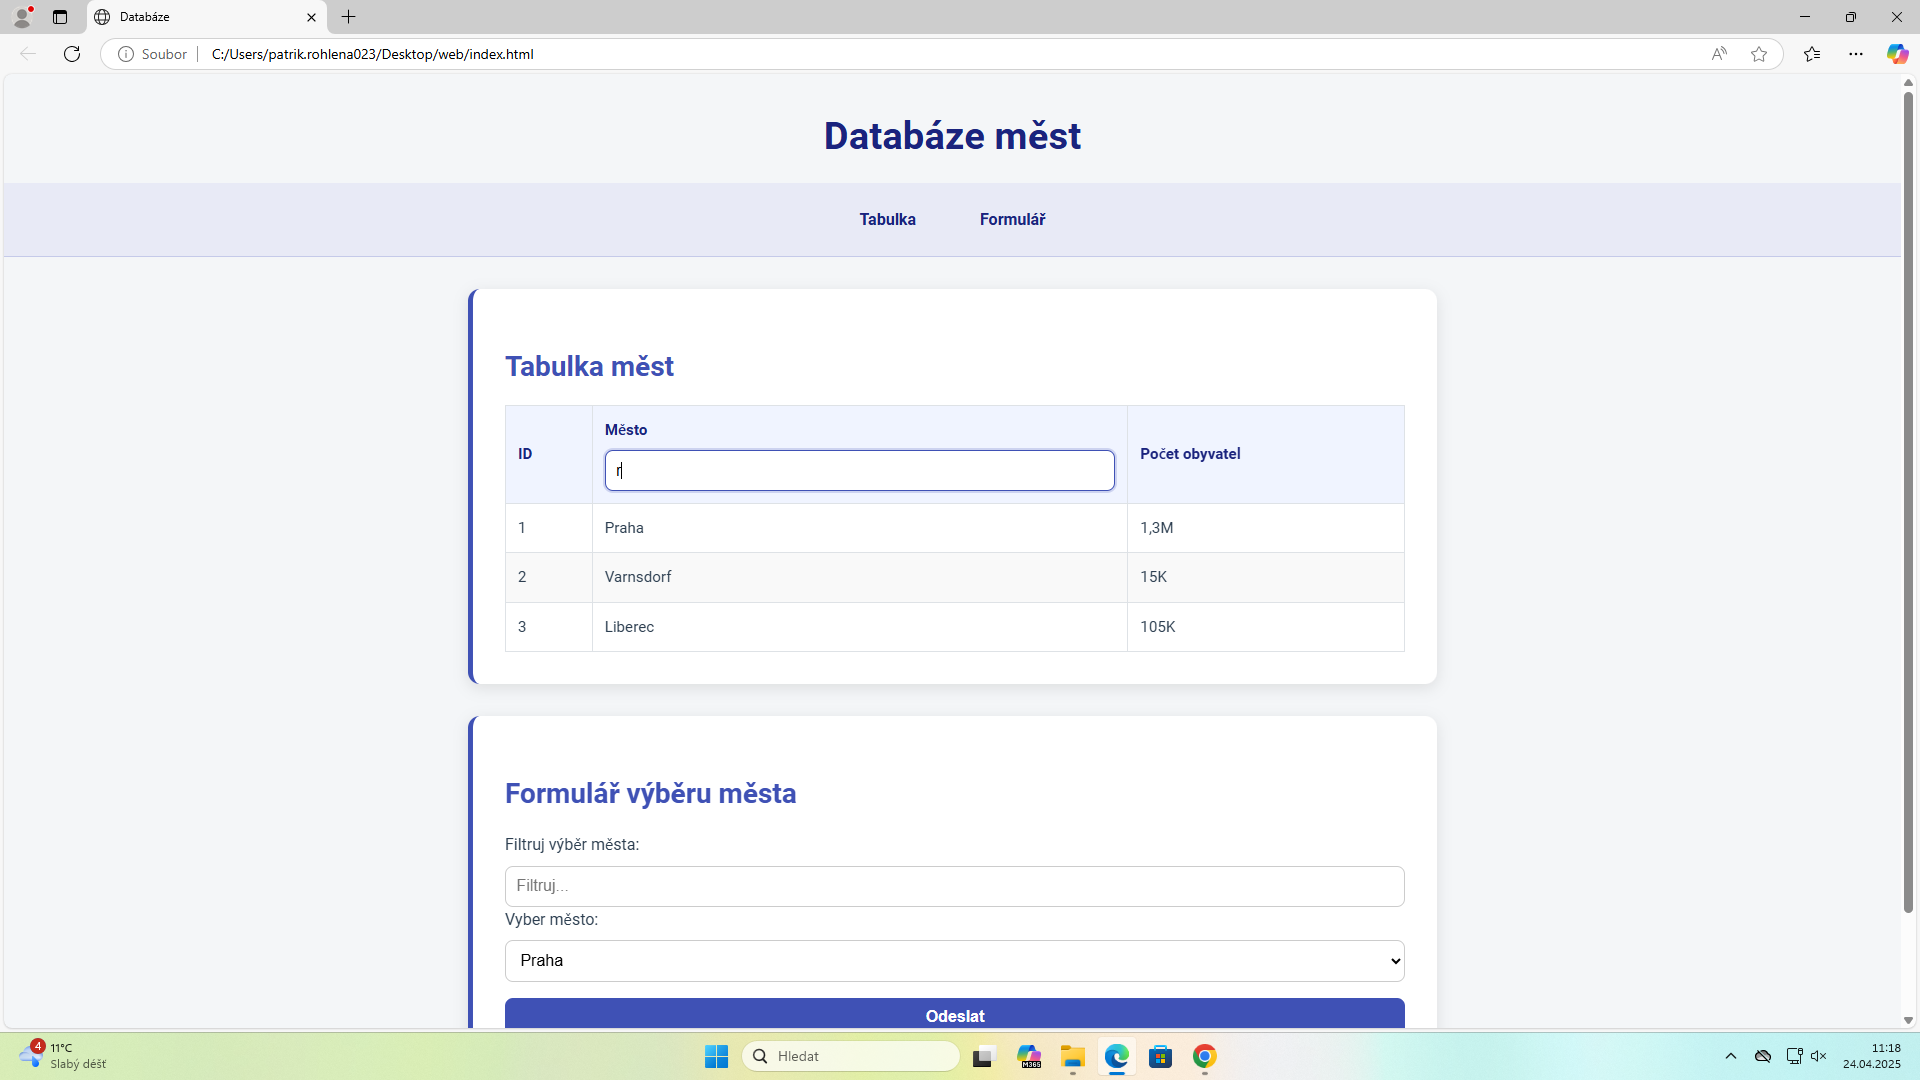 Databáze
Soubor
C:/Users/patrik.rohlena023/Desktop/web/index.html
Databáze měst
Tabulka Formulář
Tabulka měst
ID Město Počet obyvatel
r
1 Praha 1,3M
2 Varnsdorf 15K
3 Liberec 105K
Formulář výběru města
Filtruj výběr města:
Filtruj...
Vyber město:
Praha
Odeslat
4
11°C
Slabý déšť
Hledat
M365
11:18
24.04.2025